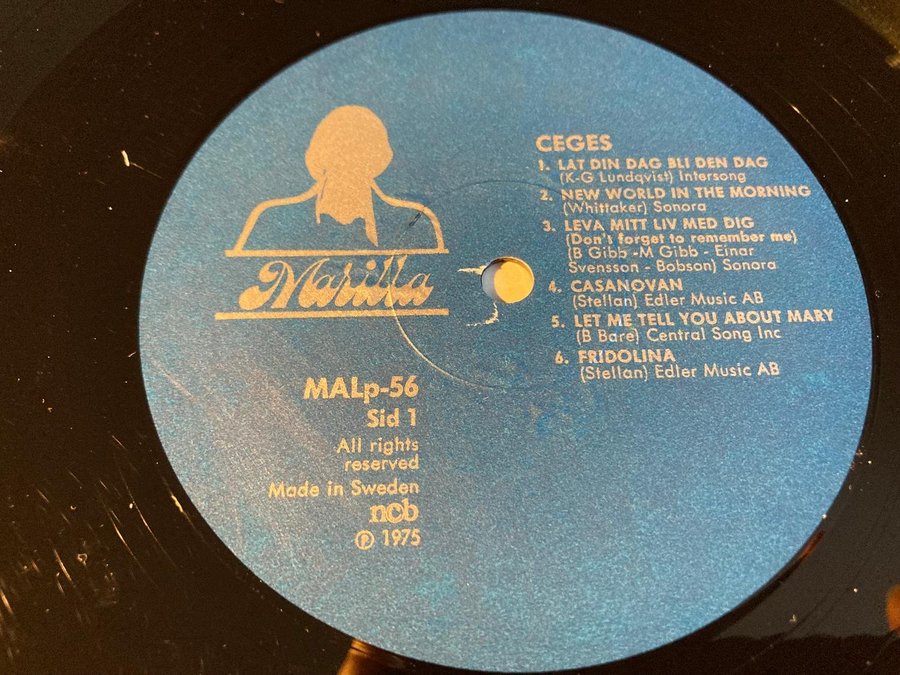 Marilla
MALp-56
Sid 1
All rights
reserved
Made in Sweden
ncb
Ⓟ 1975
CEGES
1. LAT DIN DAG BLI DEN DAG
(K-G Lundqvist) Intersong
2. NEW WORLD IN THE MORNING
(Whittaker) Sonora
3. LEVA MITT LIV MED DIG
(Don't forget to remember me)
(B Gibb -M Gibb - Einar
Svensson - Bobson) Sonora
4. CASANOVAN
(Stellan) Edler Music AB
5. LET ME TELL YOU ABOUT MARY
(B Bare) Central Song Inc
6. FRIDOLINA
(Stellan) Edler Music AB